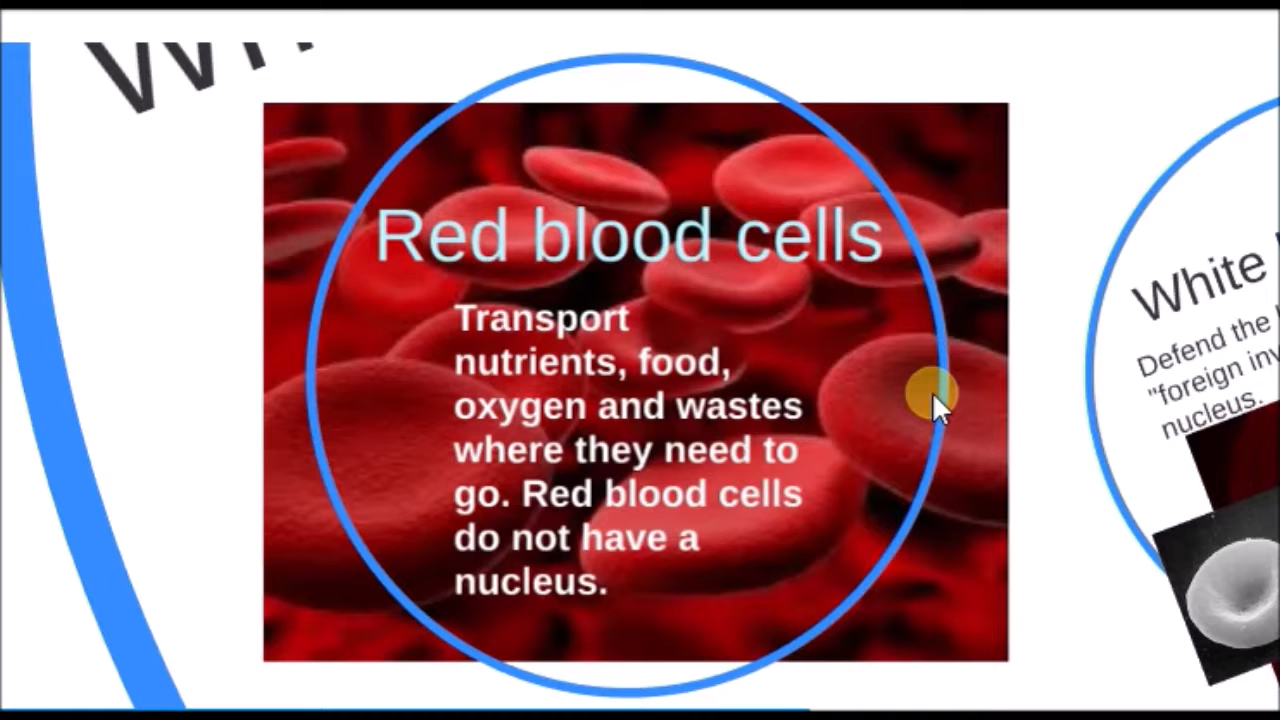 Red blood cells
Transport
nutrients, food,
oxygen and wastes
where they need to
go. Red blood cells
do not have a
nucleus.
White
Defend the
"foreign
nucleus.